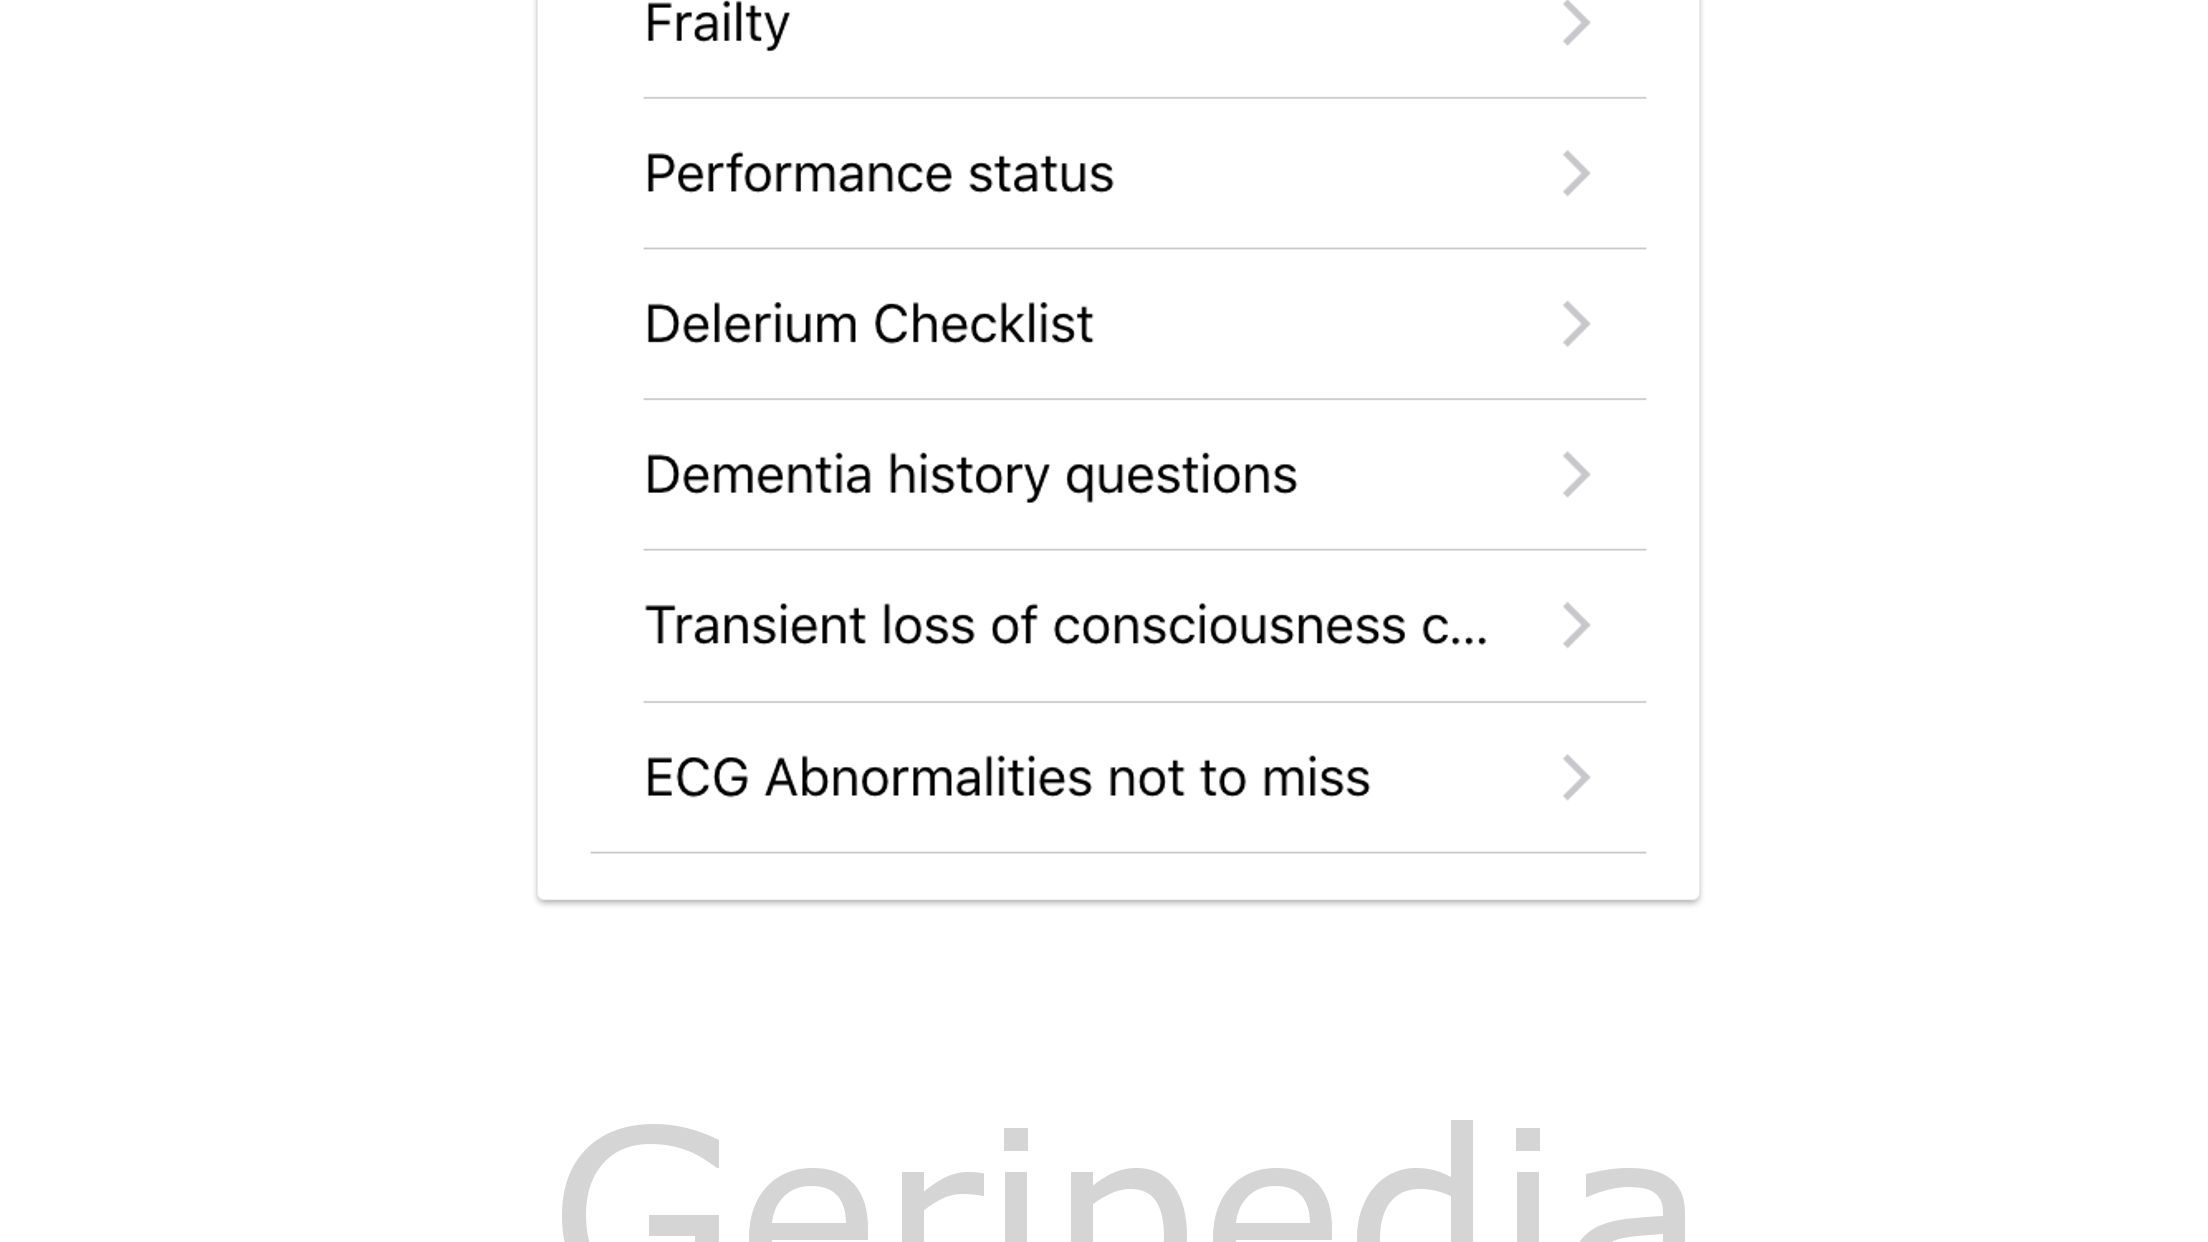 Frailty
Performance status
Delerium Checklist
Dementia history questions
Transient loss of consciousness c...
ECG Abnormalities not to miss
Geripedia